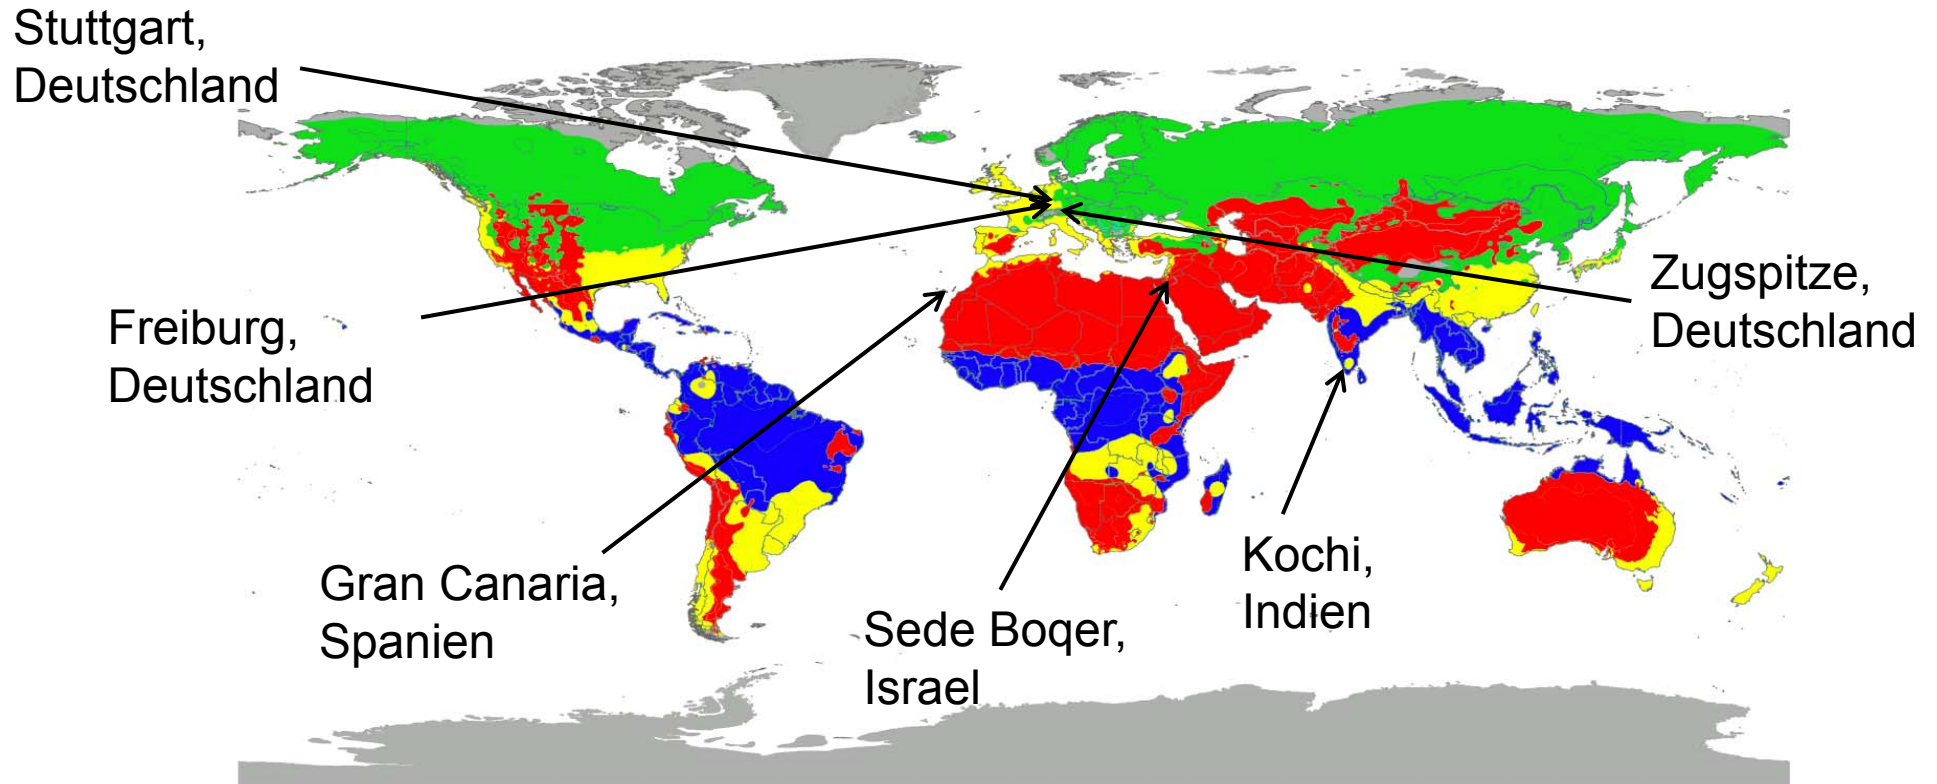 Stuttgart,
Deutschland
Freiburg,
Deutschland
Gran Canaria,
Spanien
Sede Boqer,
Israel
Kochi,
Indien
Zugspitze,
Deutschland